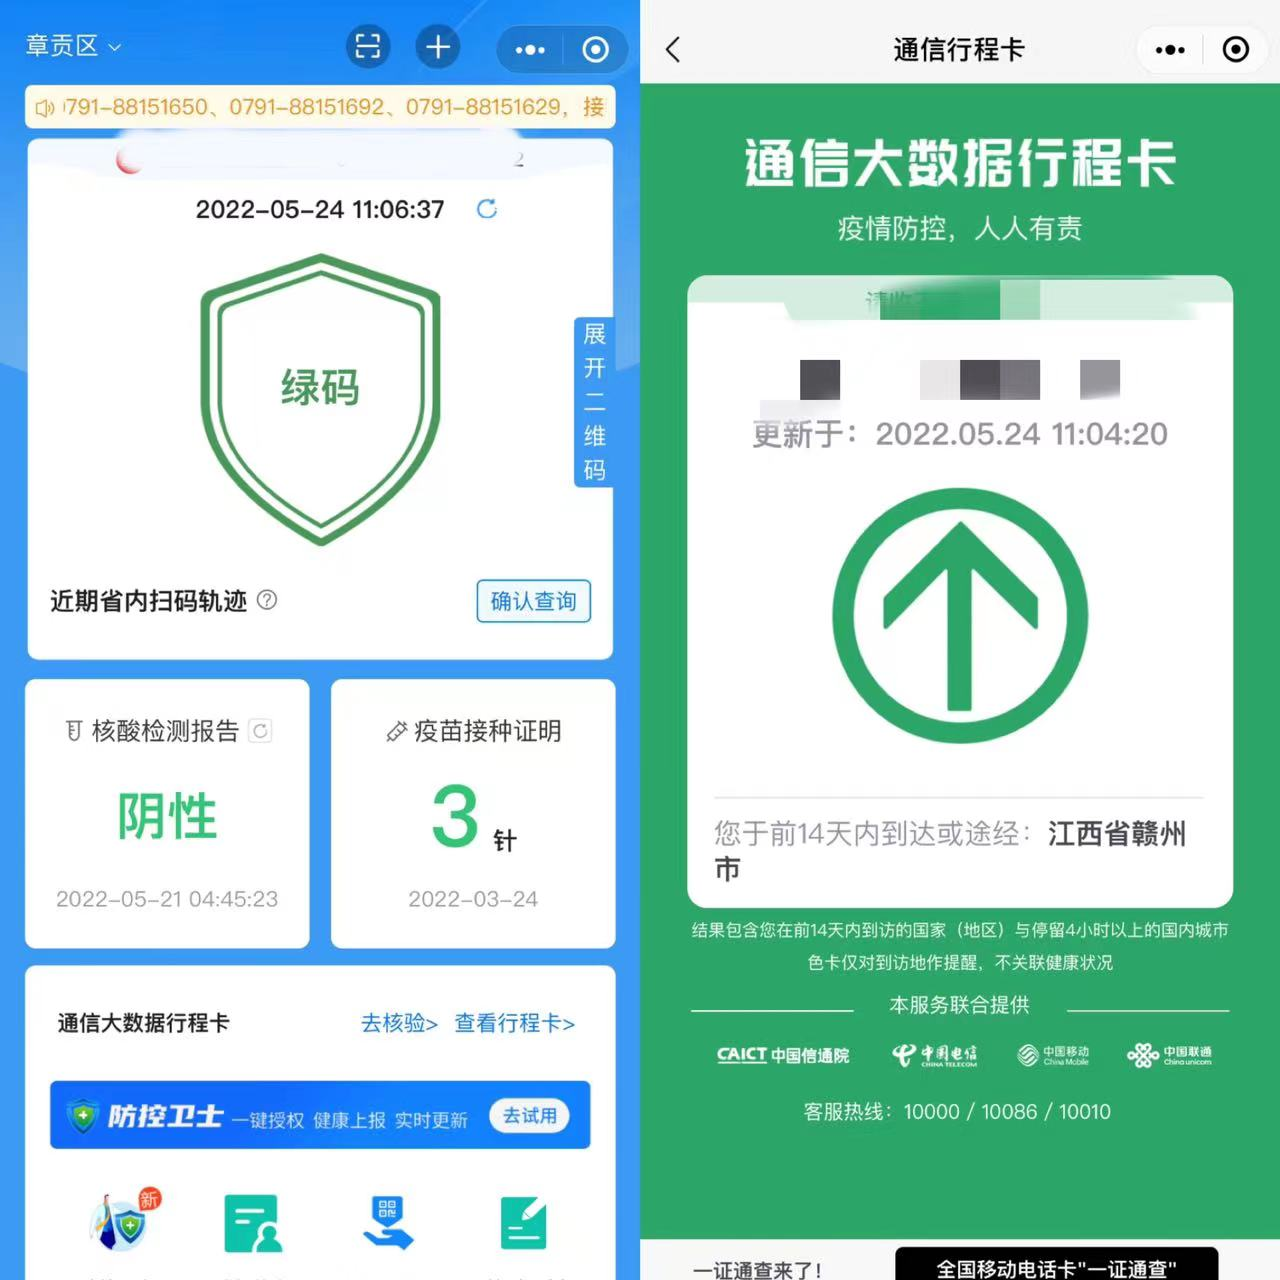 章贡区
791-88151650、0791-88151692、0791-88151629，接
2
2022-05-24 11:06:37
绿码
展开二维码
近期省内扫码轨迹 ?
确认查询
核酸检测报告
阴性
2022-05-21 04:45:23
疫苗接种证明
3 针
2022-03-24
通信大数据行程卡
去核验>
查看行程卡>
防控卫士 一键授权 健康上报 实时更新
去试用
新
通信行程卡
通信大数据行程卡
疫情防控，人人有责
更新于：2022.05.24 11:04:20
您于前14天内到达或途经：江西省赣州
市
结果包含您在前14天内到访的国家（地区）与停留4小时以上的国内城市
色卡仅对到访地作提醒，不关联健康状况
本服务联合提供
CAICT 中国信通院
中国电信 CHINA TELECOM
中国移动 China Mobile
中国联通 China unicom
客服热线：10000 / 10086 / 10010
一证通查来了！
全国移动电话卡"一证通查"